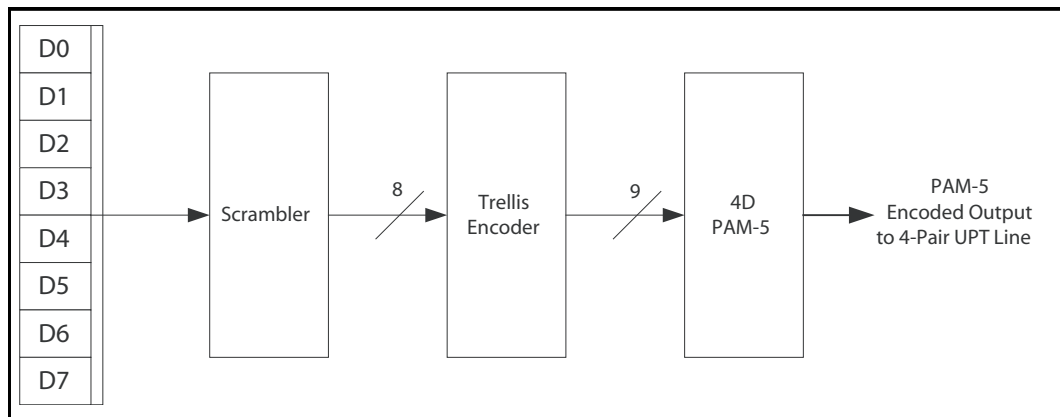 D0
D1
D2
D3
D4
D5
D6
D7
Scrambler
8
Trellis
Encoder
9
4D
PAM-5
PAM-5
Encoded Output
to 4-Pair UPT Line